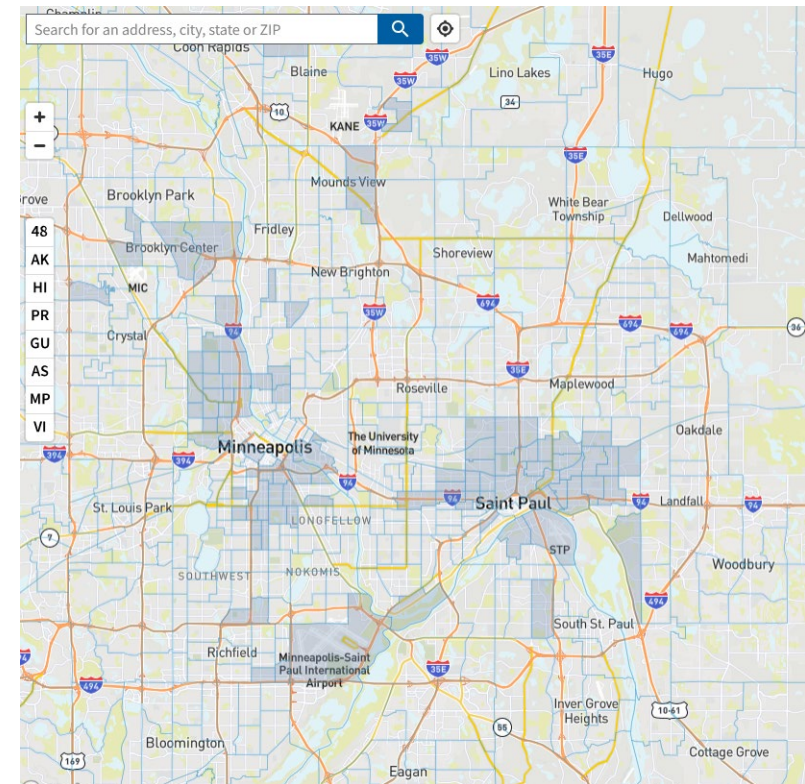 Champlin
Search for an address, city, state or ZIP
Coon Rapids
35W
35E
Blaine
Lino Lakes
Hugo
35W
10
34
+
KANE
35W
−
35E
Mounds View
Brooklyn Park
White Bear
Township
Dellwood
48
Fridley
AK
Brooklyn Center
Shoreview
Mahtomedi
HI
New Brighton
MIC
PR
694
GU
35W
94
694
694
36
Crystal
AS
35E
MP
Roseville
Maplewood
VI
Oakdale
The University
of Minnesota
Minneapolis
394
394
94
94
Saint Paul
94
Landfall
94
St. Louis Park
LONGFELLOW
7
STP
Woodbury
SOUTHWEST
NOKOMIS
494
South St. Paul
Richfield
Minneapolis-Saint
Paul International
Airport
35E
494
Inver Grove
Heights
10-61
55
Bloomington
169
Cottage Grove
Eagan